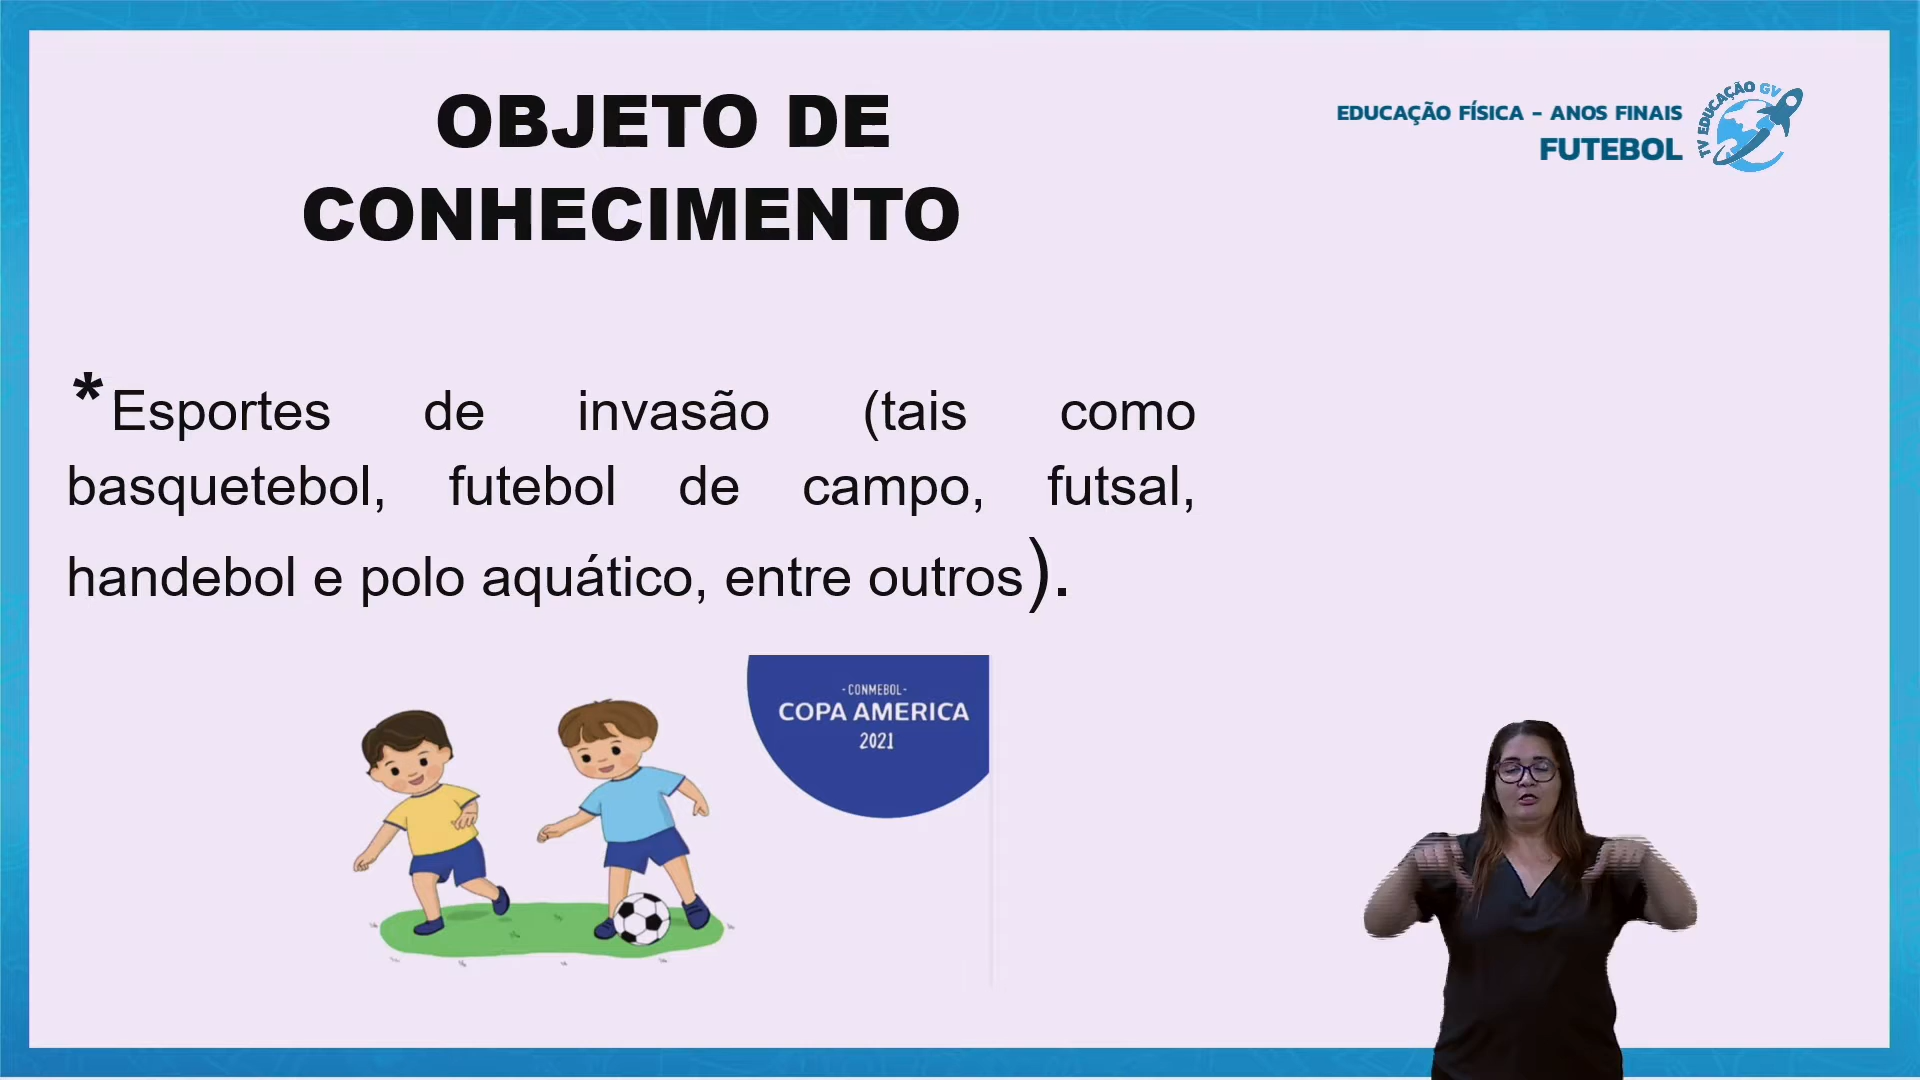 OBJETO DE
CONHECIMENTO
EDUCAÇÃO FÍSICA - ANOS FINAIS
FUTEBOL
TV EDUCAÇÃO GV
*Esportes de invasão (tais como
basquetebol, futebol de campo, futsal,
handebol e polo aquático, entre outros).
- CONMEBOL -
COPA AMERICA
2021